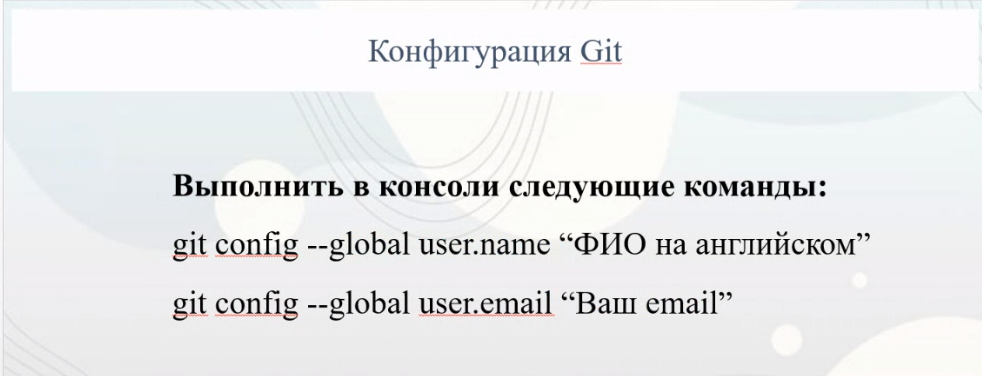 Конфигурация Git
Выполнить в консоли следующие команды:
git config --global user.name “ФИО на английском”
git config --global user.email “Ваш email”